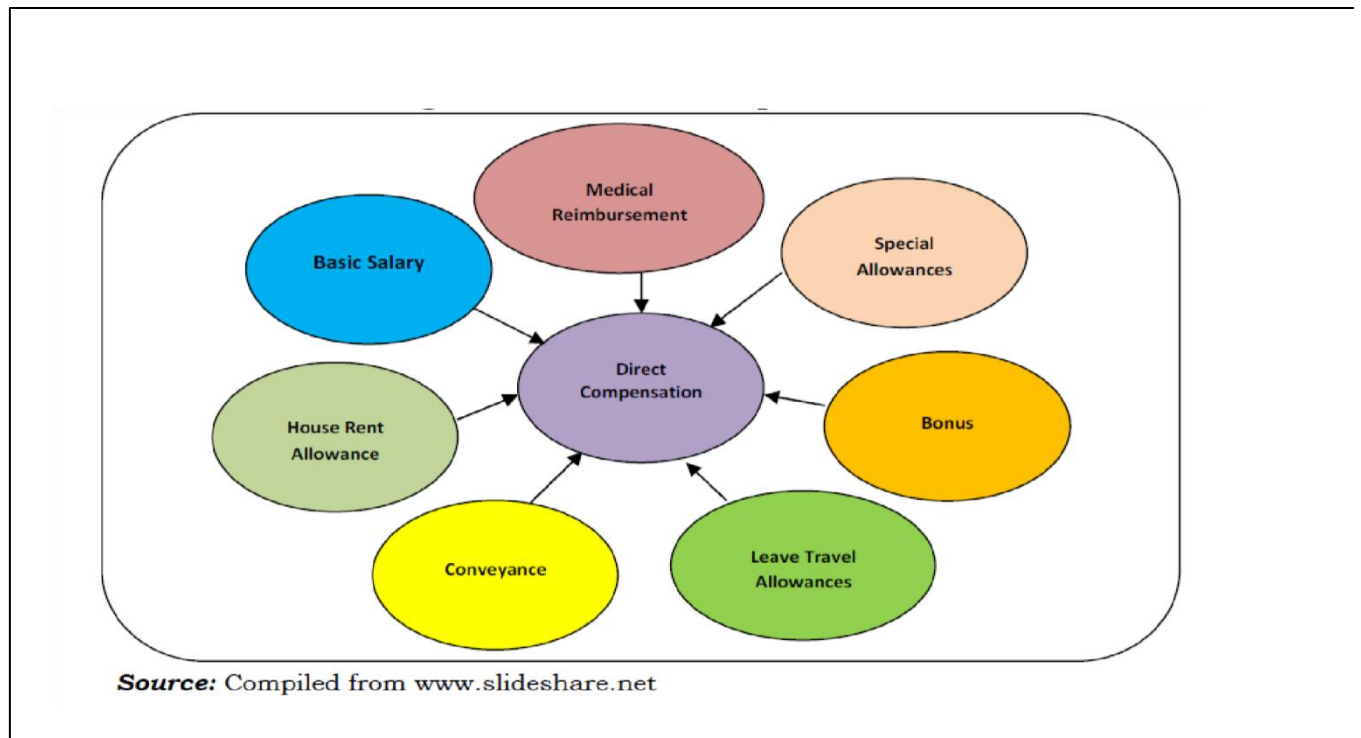 Medical
Reimbursement
Special
Allowances
Basic Salary
Direct
Compensation
Bonus
House Rent
Allowance
Leave Travel
Allowances
Conveyance
Source: Compiled from www.slideshare.net